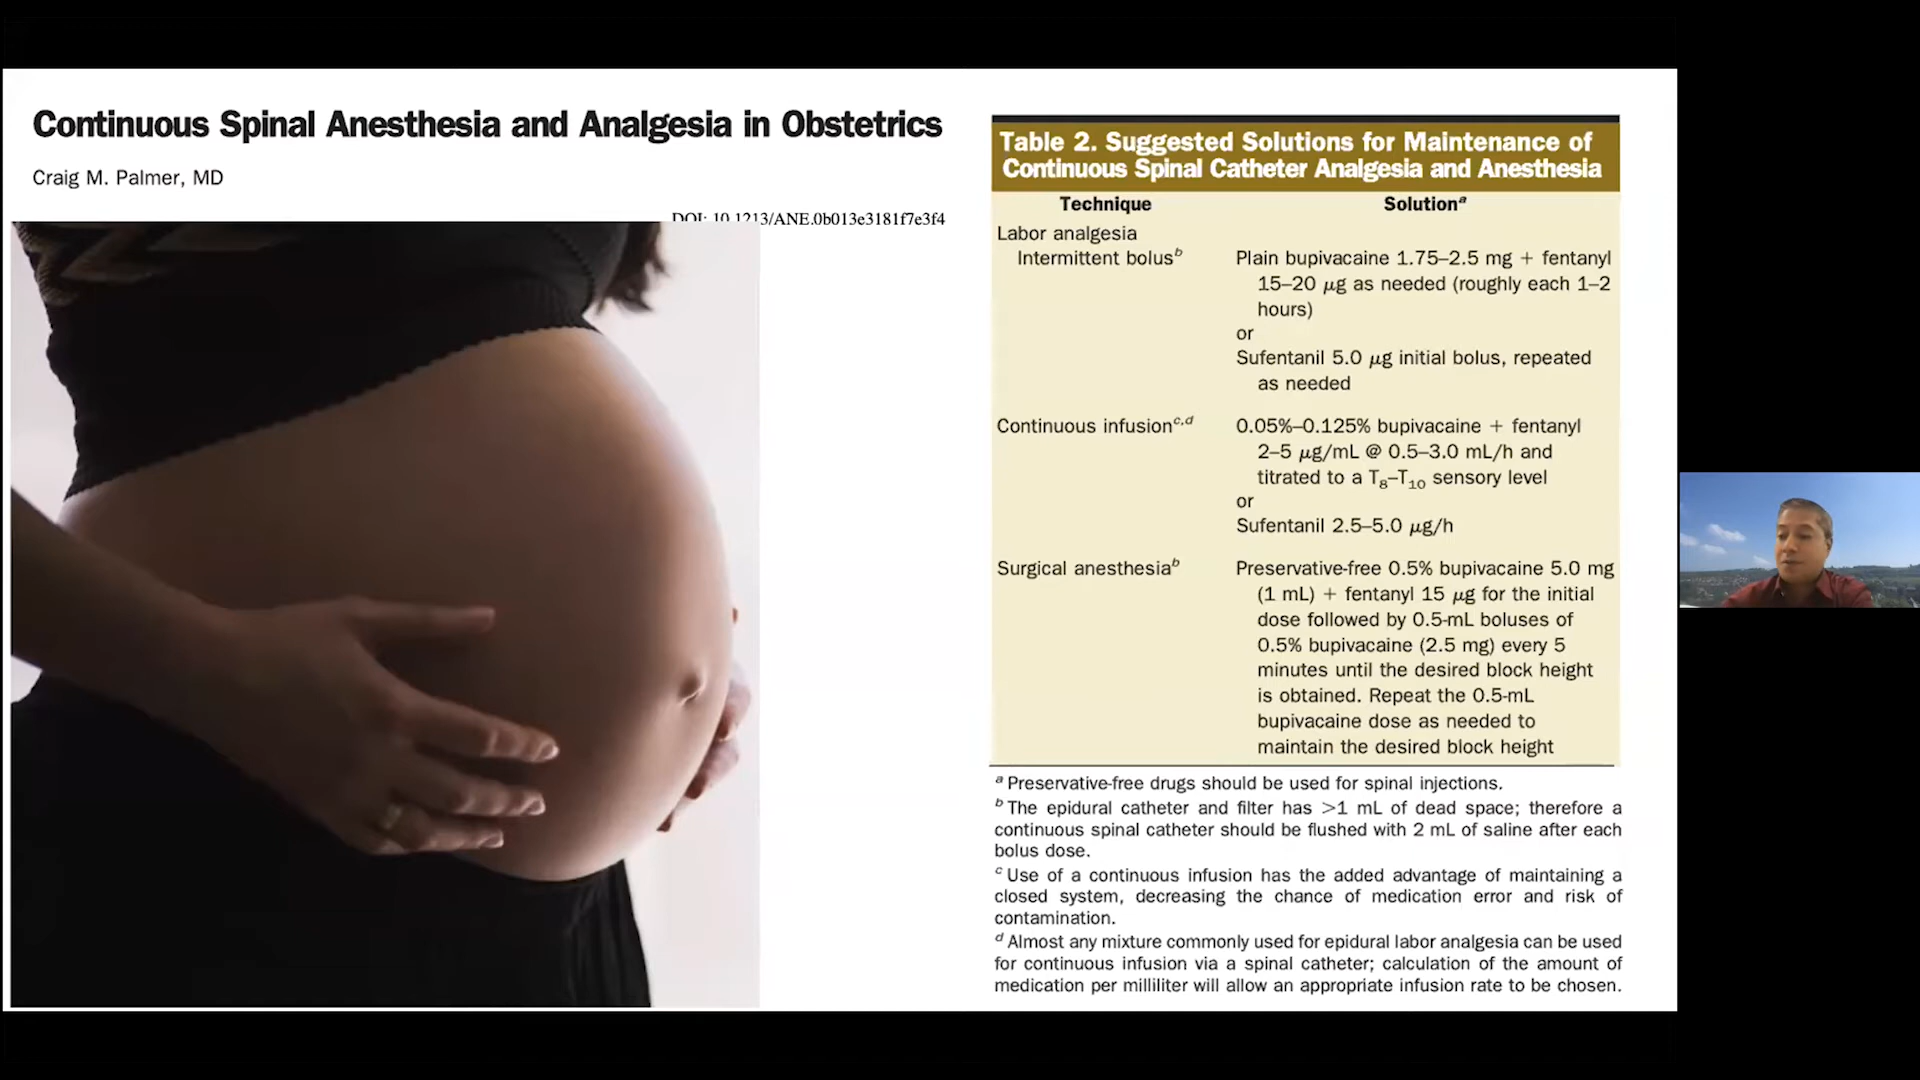 Continuous Spinal Anesthesia and Analgesia in Obstetrics
Craig M. Palmer, MD
DOI: 10.1213/ANE.0b013e3181f7e3f4
Table 2. Suggested Solutions for Maintenance of
Continuous Spinal Catheter Analgesia and Anesthesia
Technique Solutionᵃ
Labor analgesia
Intermittent bolusᵇ Plain bupivacaine 1.75–2.5 mg + fentanyl
15–20 μg as needed (roughly each 1–2
hours)
or
Sufentanil 5.0 μg initial bolus, repeated
as needed
Continuous infusionᶜ,ᵈ 0.05%–0.125% bupivacaine + fentanyl
2–5 μg/mL @ 0.5–3.0 mL/h and
titrated to a T₈–T₁₀ sensory level
or
Sufentanil 2.5–5.0 μg/h
Surgical anesthesiaᵇ Preservative-free 0.5% bupivacaine 5.0 mg
(1 mL) + fentanyl 15 μg for the initial
dose followed by 0.5-mL boluses of
0.5% bupivacaine (2.5 mg) every 5
minutes until the desired block height
is obtained. Repeat the 0.5-mL
bupivacaine dose as needed to
maintain the desired block height
ᵃ Preservative-free drugs should be used for spinal injections.
ᵇ The epidural catheter and filter has >1 mL of dead space; therefore a
continuous spinal catheter should be flushed with 2 mL of saline after each
bolus dose.
ᶜ Use of a continuous infusion has the added advantage of maintaining a
closed system, decreasing the chance of medication error and risk of
contamination.
ᵈ Almost any mixture commonly used for epidural labor analgesia can be used
for continuous infusion via a spinal catheter; calculation of the amount of
medication per milliliter will allow an appropriate infusion rate to be chosen.